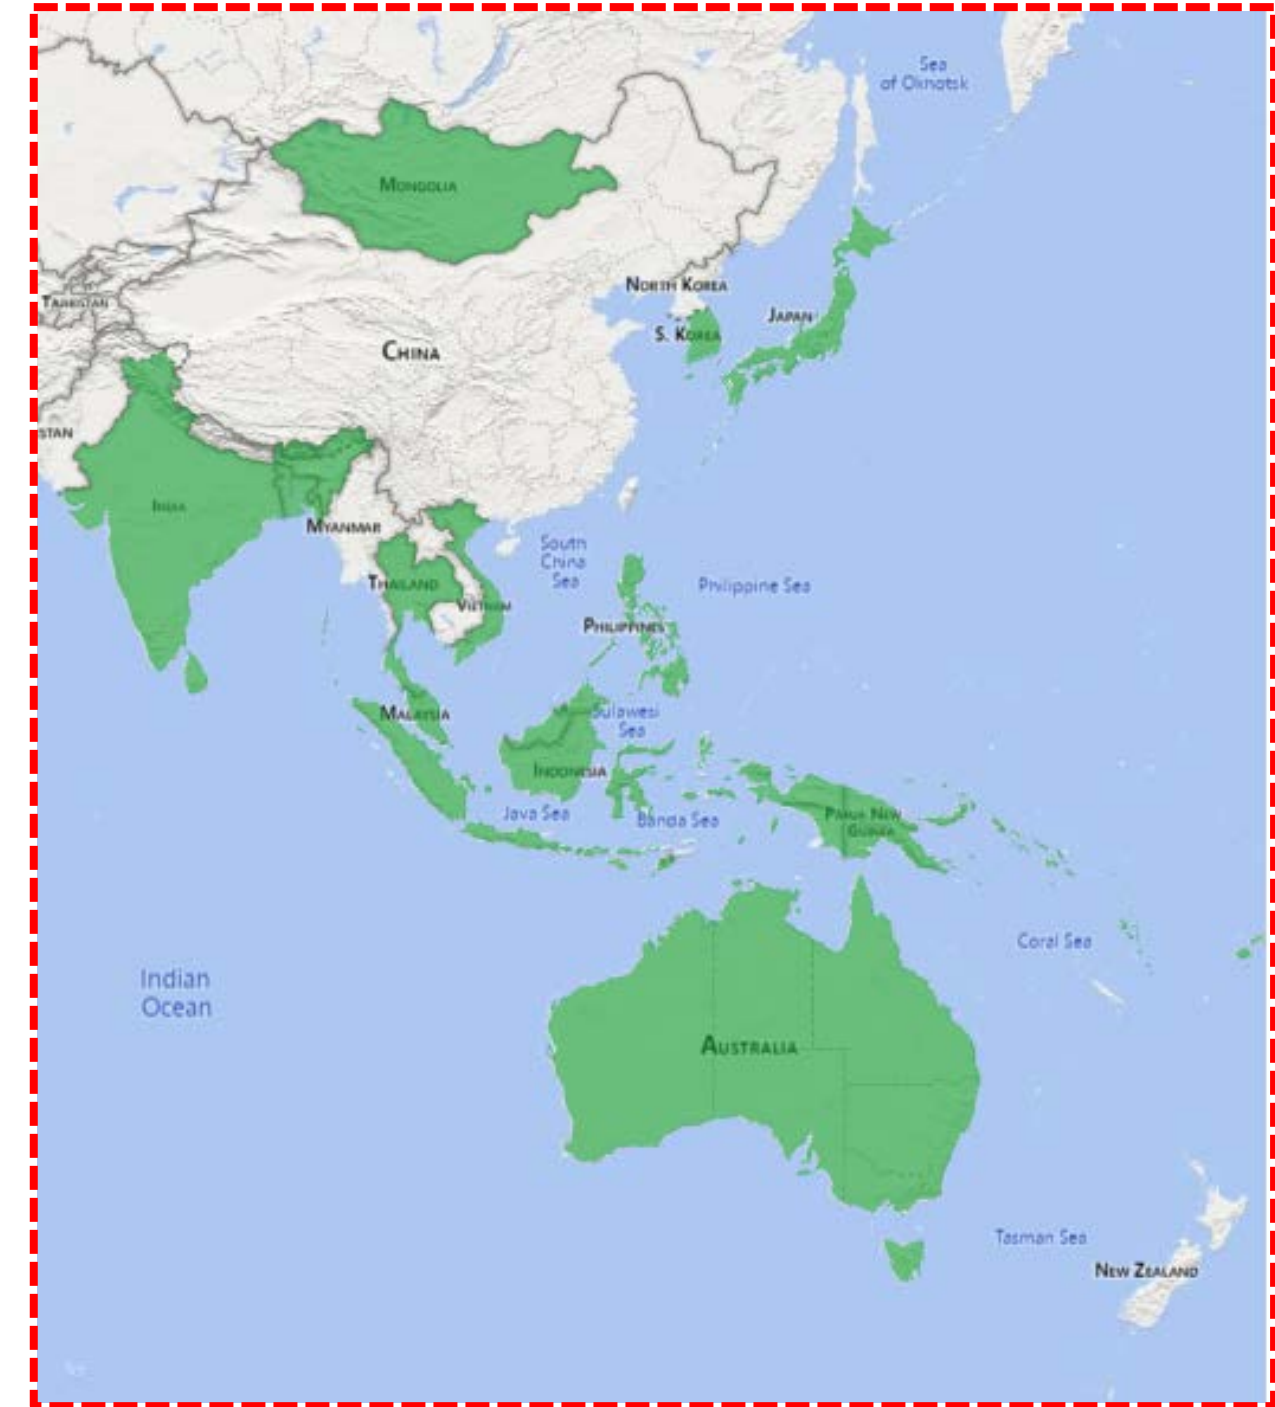 Sea
of Okhotsk
MONGOLIA
NORTH KOREA
TAJIKISTAN
JAPAN
S. KOREA
CHINA
STAN
INDIA
MYANMAR
South
China
Sea
THAILAND
Philippine Sea
VIETNAM
PHILIPPINES
MALAYSIA
Sulawesi
Sea
INDONESIA
Java Sea
Banda Sea
PAPUA NEW
GUINEA
Coral Sea
Indian
Ocean
AUSTRALIA
Tasman Sea
NEW ZEALAND